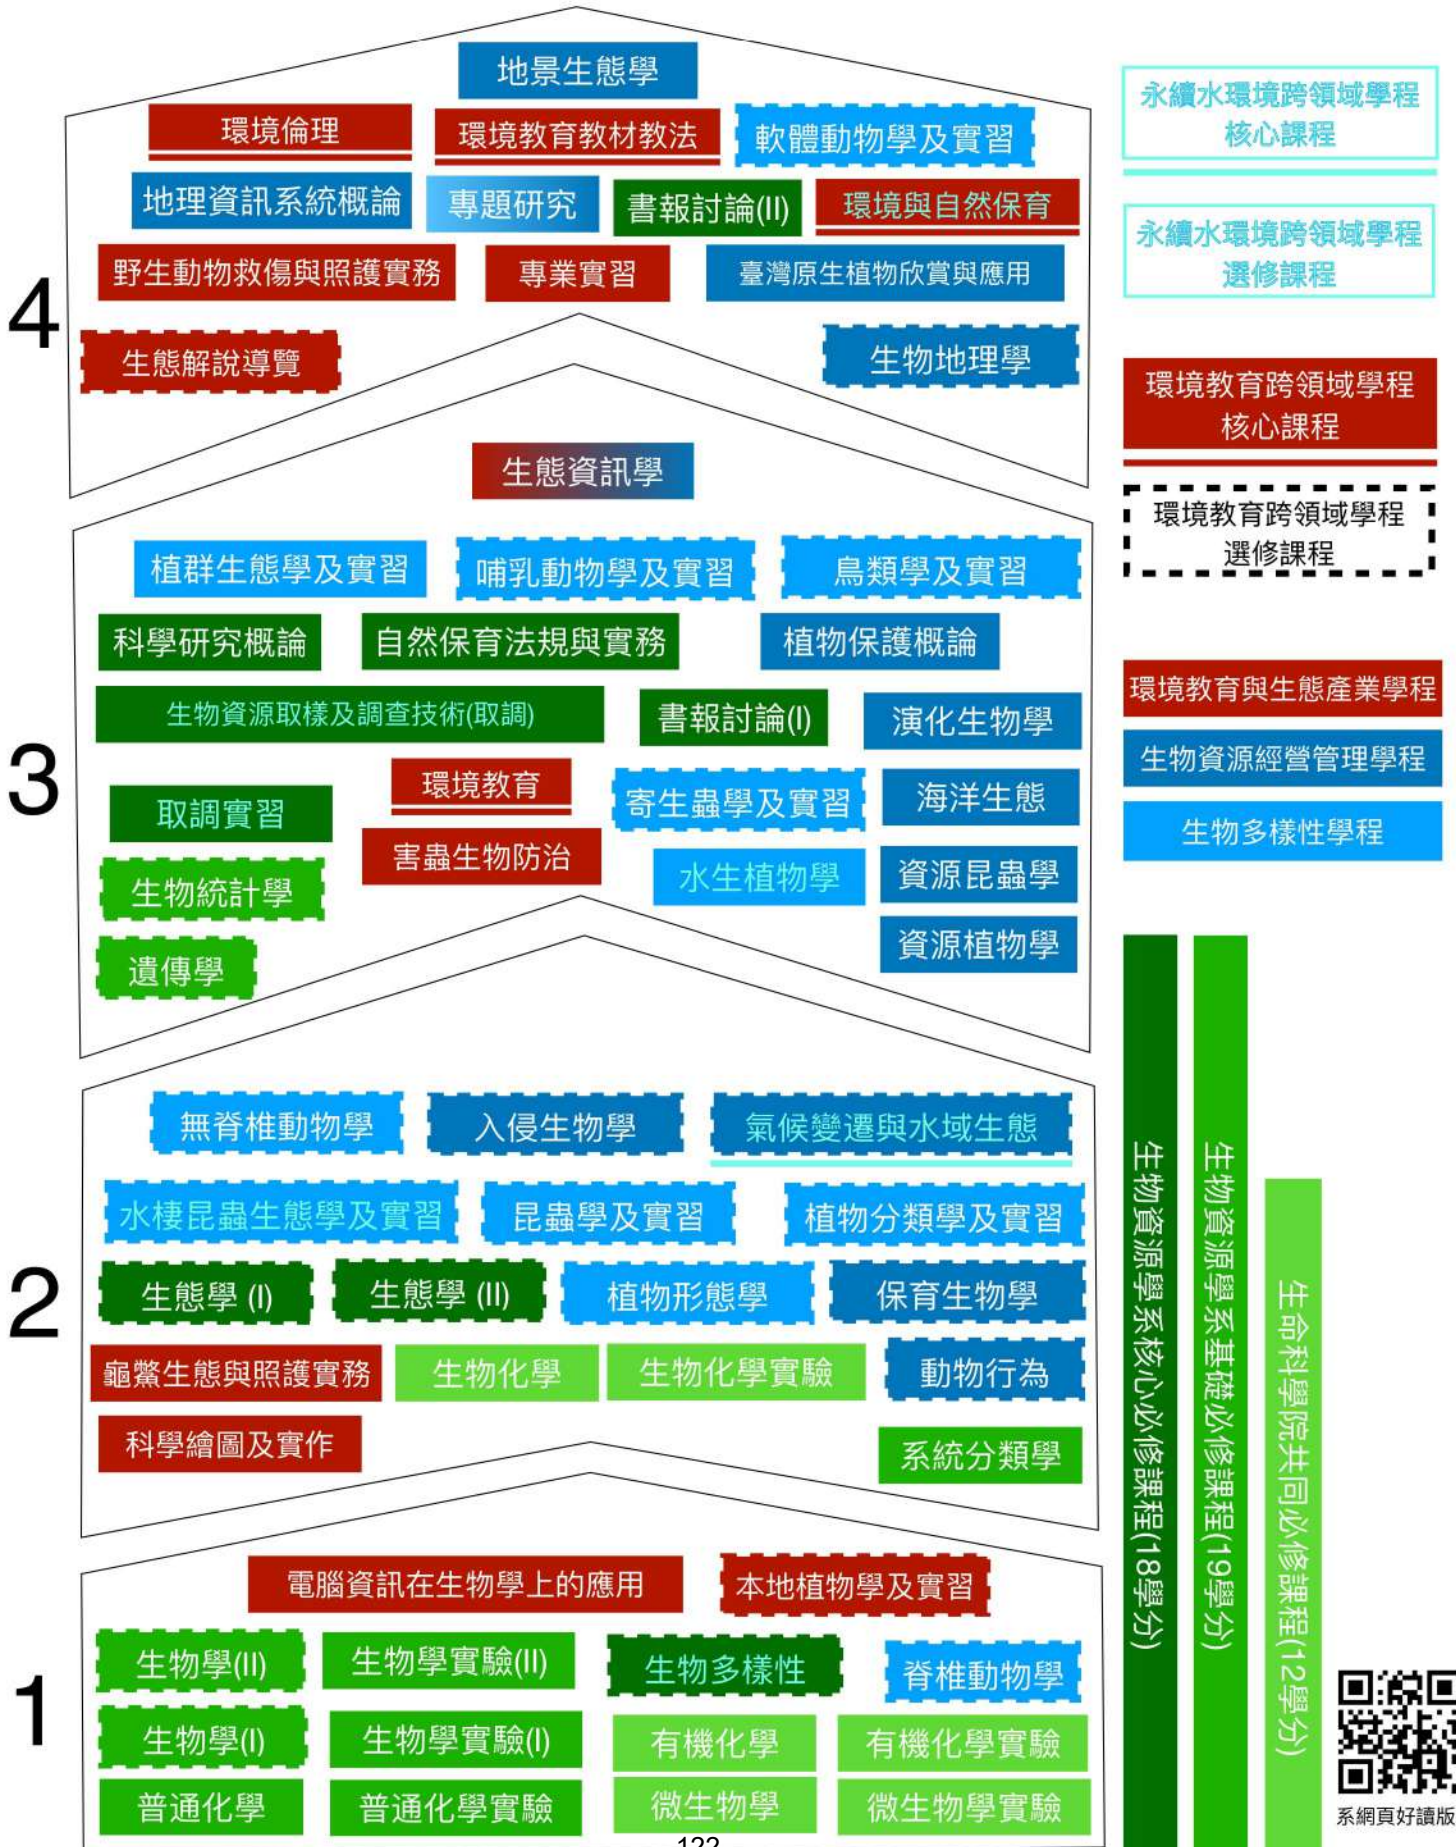 地景生態學
環境倫理
環境教育教材教法
軟體動物學及實習
地理資訊系統概論
專題研究
書報討論(II)
環境與自然保育
野生動物救傷與照護實務
專業實習
臺灣原生植物欣賞與應用
4
生態解說導覽
生物地理學
生態資訊學
植群生態學及實習
哺乳動物學及實習
鳥類學及實習
科學研究概論
自然保育法規與實務
植物保護概論
生物資源取樣及調查技術(取調)
書報討論(I)
演化生物學
3
環境教育
寄生蟲學及實習
海洋生態
取調實習
害蟲生物防治
水生植物學
資源昆蟲學
生物統計學
資源植物學
遺傳學
無脊椎動物學
入侵生物學
氣候變遷與水域生態
水棲昆蟲生態學及實習
昆蟲學及實習
植物分類學及實習
2
生態學 (I)
生態學 (II)
植物形態學
保育生物學
龜鱉生態與照護實務
生物化學
生物化學實驗
動物行為
科學繪圖及實作
系統分類學
電腦資訊在生物學上的應用
本地植物學及實習
生物學(II)
生物學實驗(II)
生物多樣性
脊椎動物學
1
生物學(I)
生物學實驗(I)
有機化學
有機化學實驗
普通化學
普通化學實驗
微生物學
微生物學實驗
122
永續水環境跨領域學程
核心課程
永續水環境跨領域學程
選修課程
環境教育跨領域學程
核心課程
環境教育跨領域學程
選修課程
環境教育與生態產業學程
生物資源經營管理學程
生物多樣性學程
生物資源學系核心必修課程(18學分)
生物資源學系基礎必修課程(19學分)
生命科學院共同必修課程(12學分)
系網頁好讀版